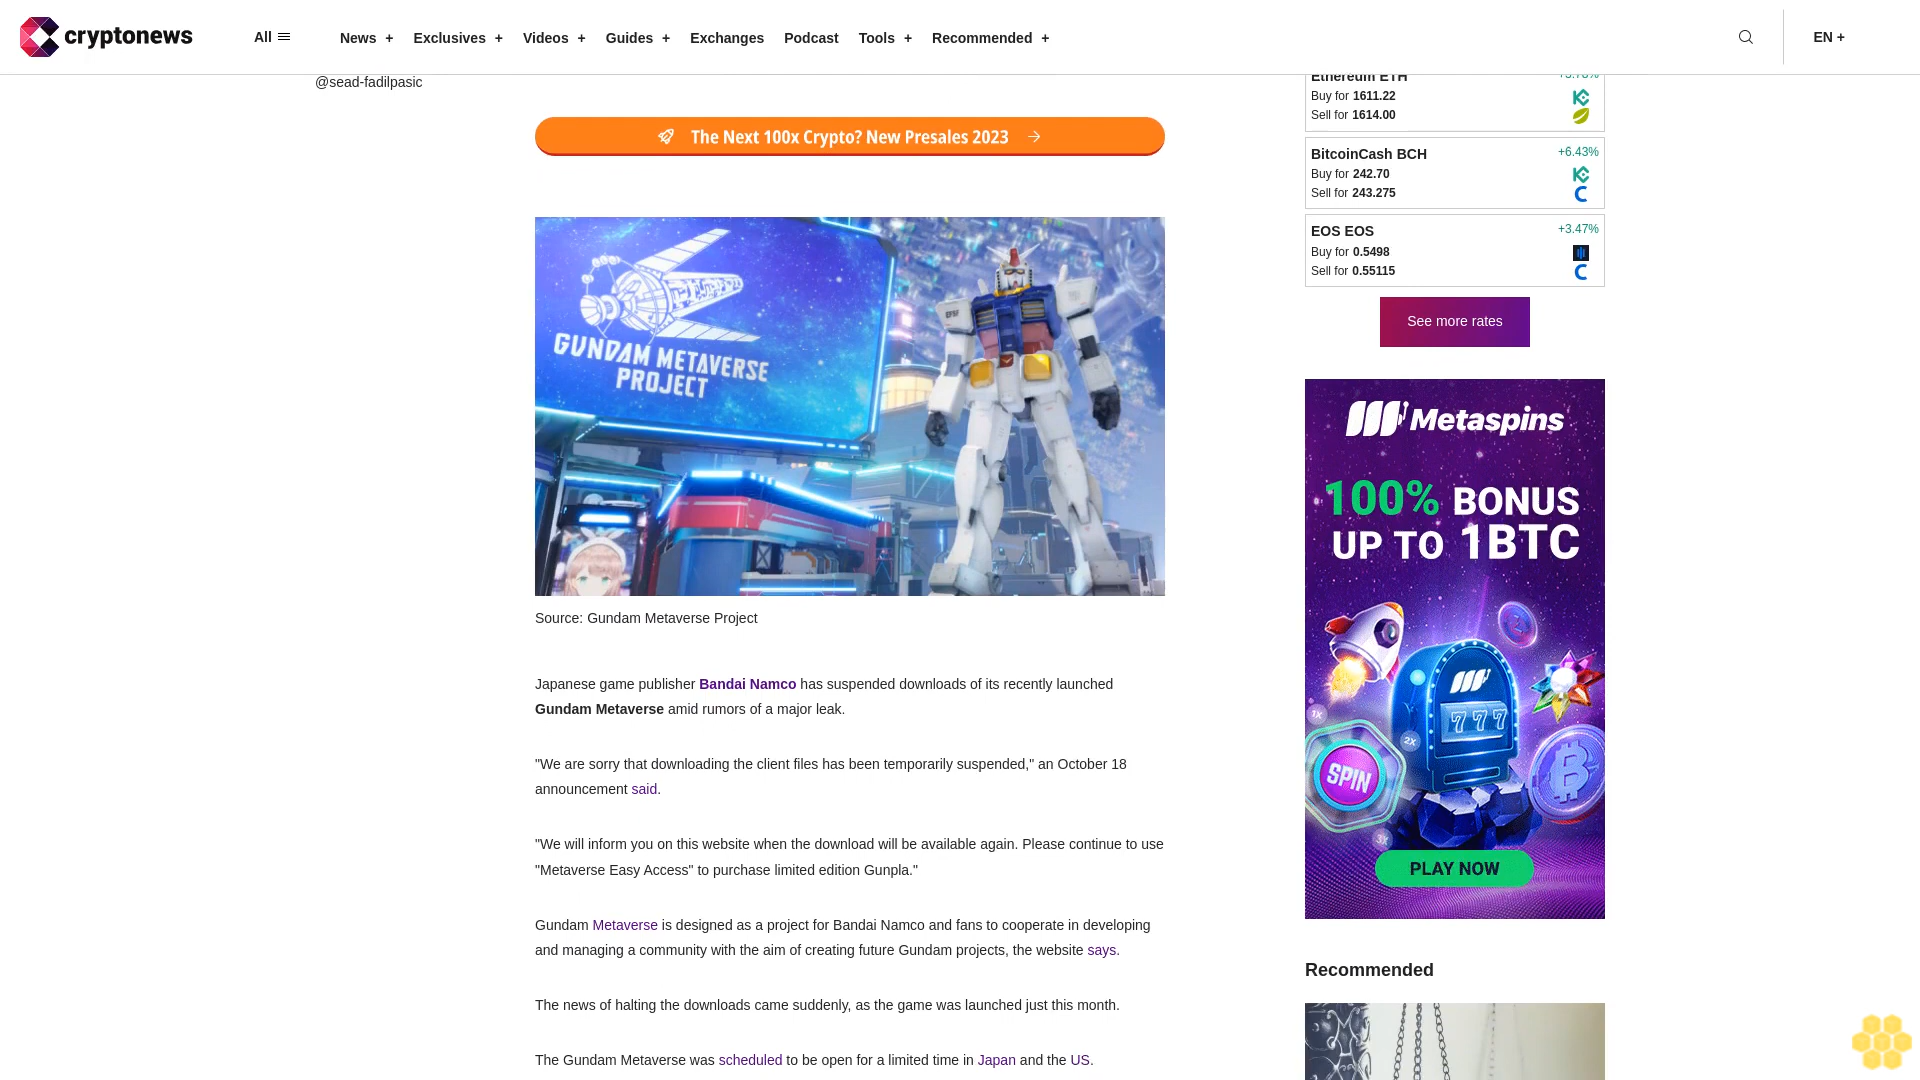 cryptonews
All
News +
Exclusives +
Videos +
Guides +
Exchanges
Podcast
Tools +
Recommended +
EN +
@sead-fadilpasic
The Next 100x Crypto? New Presales 2023
GUNDAM METAVERSE
PROJECT
EFSF
Source: Gundam Metaverse Project
Japanese game publisher Bandai Namco has suspended downloads of its recently launched
Gundam Metaverse amid rumors of a major leak.
"We are sorry that downloading the client files has been temporarily suspended," an October 18
announcement said.
"We will inform you on this website when the download will be available again. Please continue to use
"Metaverse Easy Access" to purchase limited edition Gunpla."
Gundam Metaverse is designed as a project for Bandai Namco and fans to cooperate in developing
and managing a community with the aim of creating future Gundam projects, the website says.
The news of halting the downloads came suddenly, as the game was launched just this month.
The Gundam Metaverse was scheduled to be open for a limited time in Japan and the US.
Ethereum ETH
Buy for 1611.22
Sell for 1614.00
BitcoinCash BCH
+6.43%
Buy for 242.70
Sell for 243.275
EOS EOS
+3.47%
Buy for 0.5498
Sell for 0.55115
See more rates
Metaspins
100% BONUS
UP TO 1BTC
777
1X
2X
SPIN
3X
PLAY NOW
Recommended